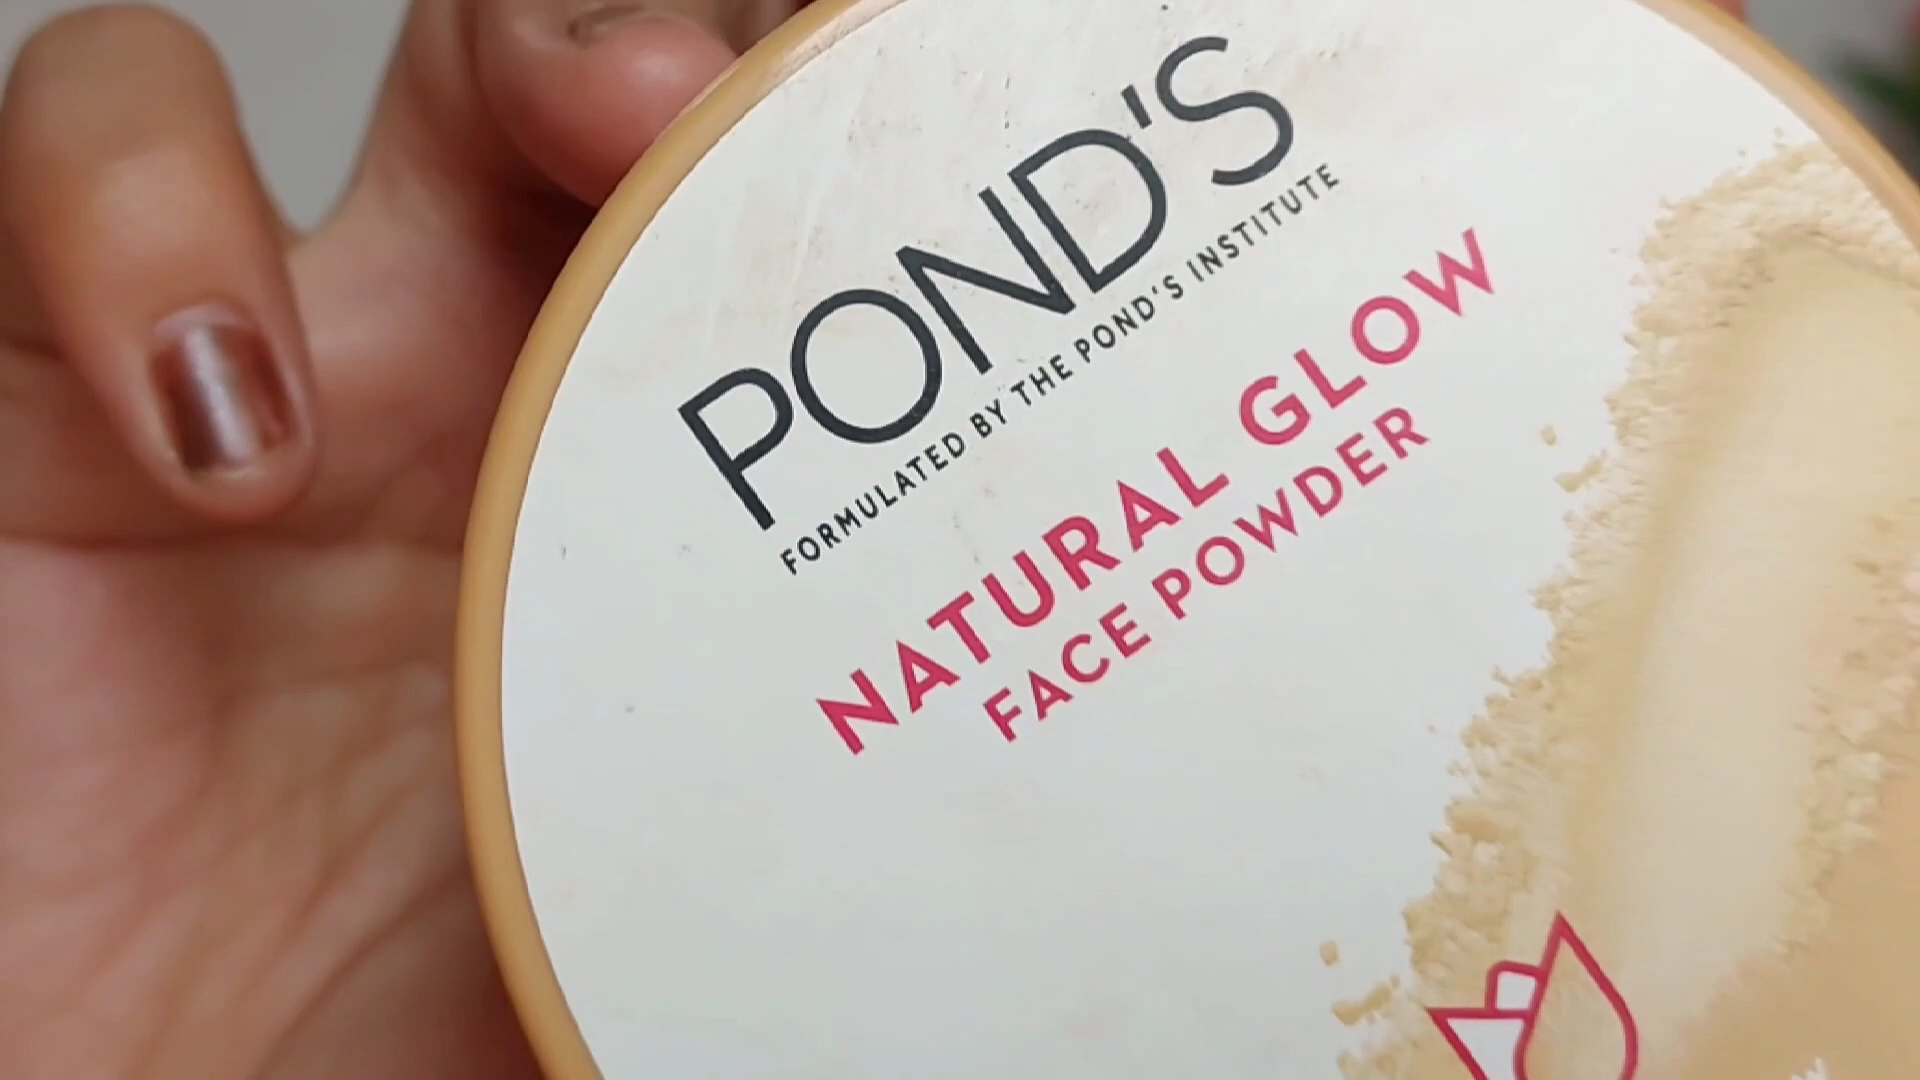 POND'S
FORMULATED BY THE POND'S INSTITUTE
NATURAL GLOW
FACE POWDER